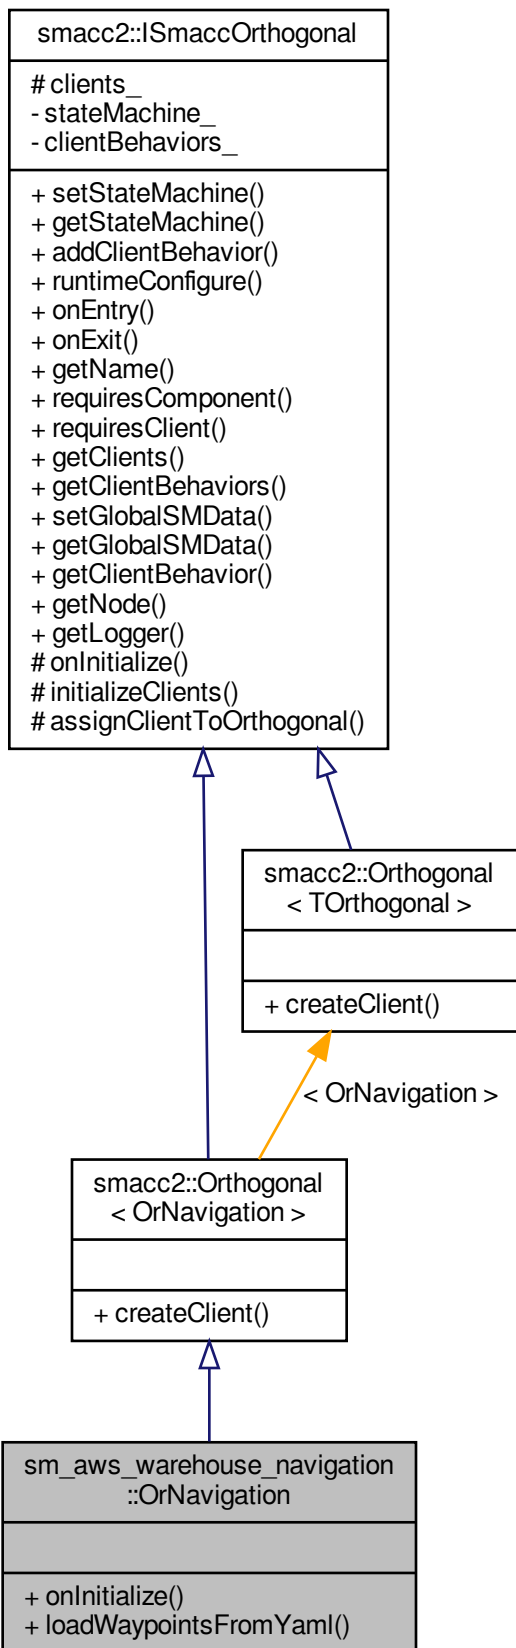 smacc2::ISmaccOrthogonal
# clients_
- stateMachine_
- clientBehaviors_
+ setStateMachine()
+ getStateMachine()
+ addClientBehavior()
+ runtimeConfigure()
+ onEntry()
+ onExit()
+ getName()
+ requiresComponent()
+ requiresClient()
+ getClients()
+ getClientBehaviors()
+ setGlobalSMData()
+ getGlobalSMData()
+ getClientBehavior()
+ getNode()
+ getLogger()
# onInitialize()
# initializeClients()
# assignClientToOrthogonal()
smacc2::Orthogonal
< TOrthogonal >
+ createClient()
< OrNavigation >
smacc2::Orthogonal
< OrNavigation >
+ createClient()
sm_aws_warehouse_navigation
::OrNavigation
+ onInitialize()
+ loadWaypointsFromYaml()